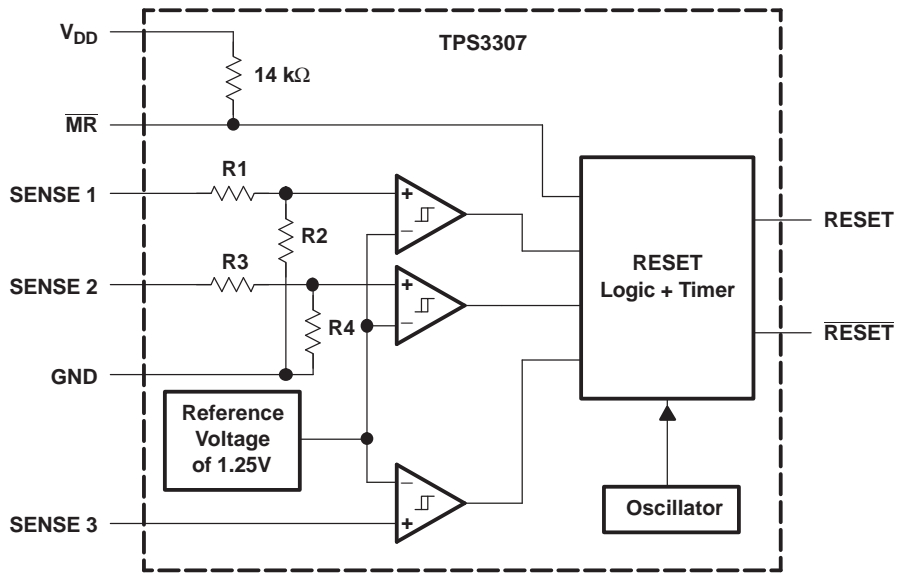 TPS3307
VDD
14 kΩ
MR
SENSE 1
R1
R2
SENSE 2
R3
R4
GND
Reference
Voltage
of 1.25V
SENSE 3
+
−
+
−
−
+
RESET
Logic + Timer
Oscillator
RESET
R̅E̅S̅E̅T̅